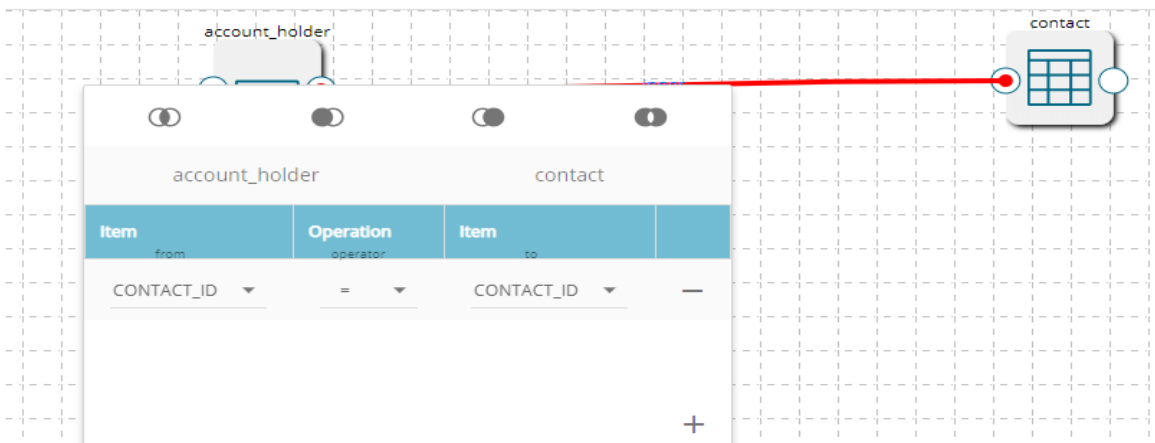 contact
account_holder
account_holder contact
Item Operation Item
from operator to
CONTACT_ID = CONTACT_ID